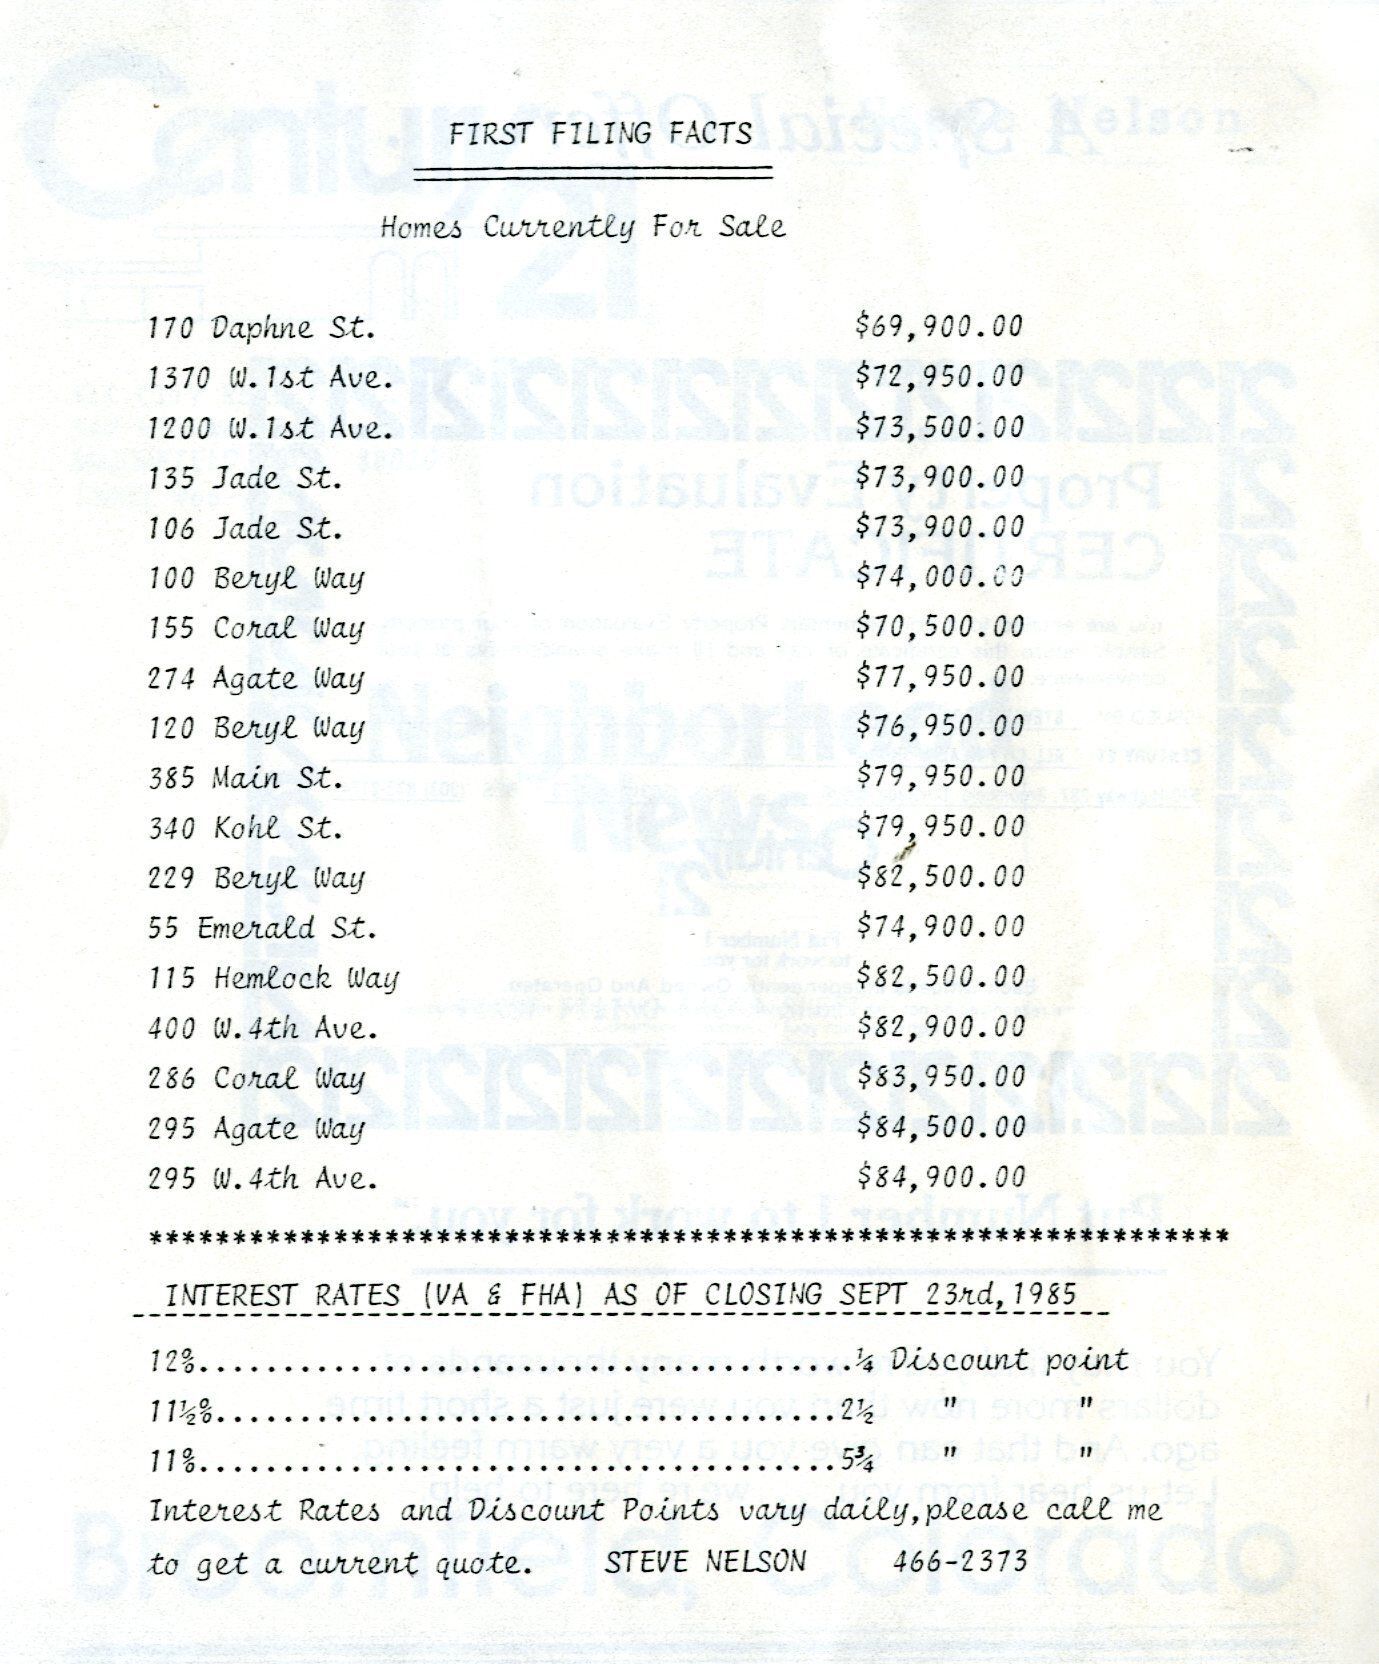 FIRST FILING FACTS
Homes Currently For Sale
170 Daphne St. $69,900.00
1370 W.1st Ave. $72,950.00
1200 W.1st Ave. $73,500.00
135 Jade St. $73,900.00
106 Jade St. $73,900.00
100 Beryl Way $74,000.00
155 Coral Way $70,500.00
274 Agate Way $77,950.00
120 Beryl Way $76,950.00
385 Main St. $79,950.00
340 Kohl St. $79,950.00
229 Beryl Way $82,500.00
55 Emerald St. $74,900.00
115 Hemlock Way $82,500.00
400 W.4th Ave. $82,900.00
286 Coral Way $83,950.00
295 Agate Way $84,500.00
295 W.4th Ave. $84,900.00
*****************************************************************
INTEREST RATES (VA & FHA) AS OF CLOSING SEPT 23rd,1985
12%.......................................¼ Discount point
11½%.....................................2½ " "
11%......................................5¾ " "
Interest Rates and Discount Points vary daily,please call me
to get a current quote. STEVE NELSON 466-2373